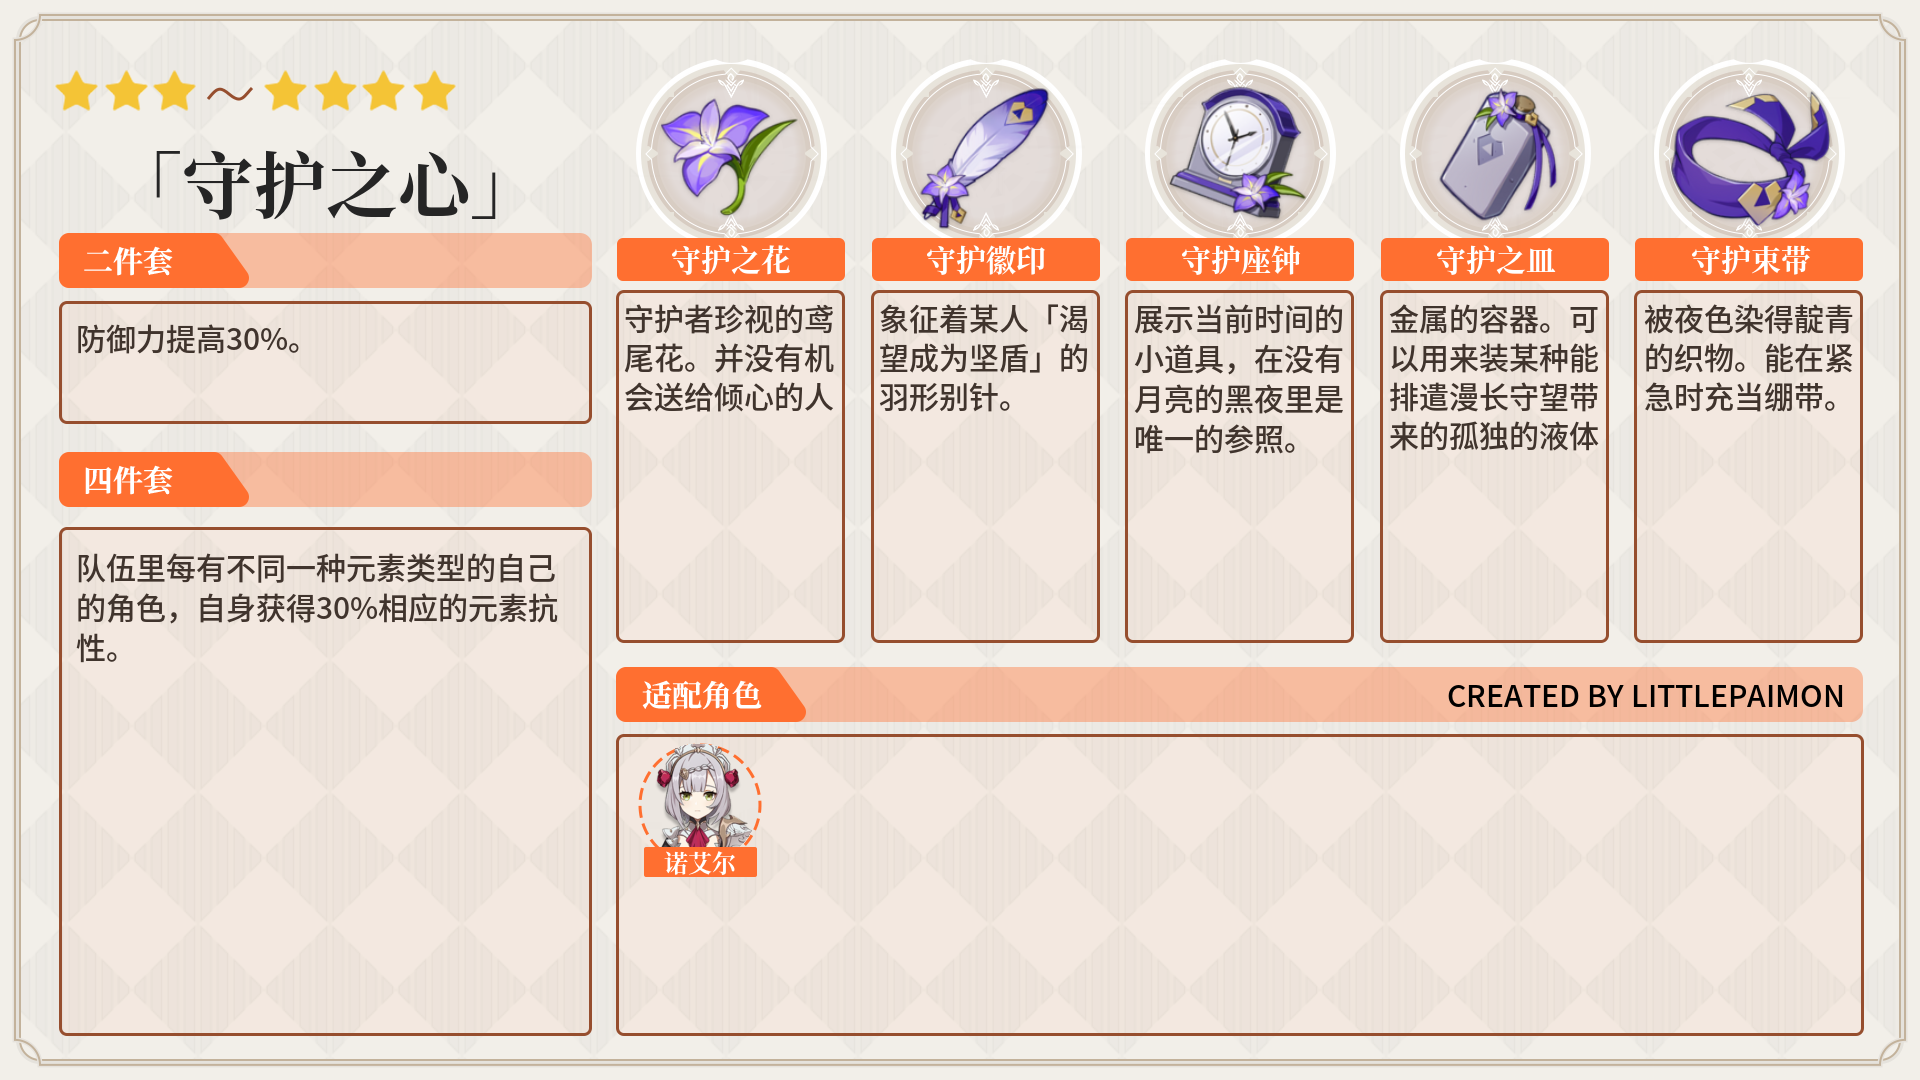 ～
「守护之心」
二件套
防御力提高30%。
四件套
队伍里每有不同一种元素类型的自己
的角色，自身获得30%相应的元素抗
性。
守护之花
守护者珍视的鸢
尾花。并没有机
会送给倾心的人
守护徽印
象征着某人「渴
望成为坚盾」的
羽形别针。
守护座钟
展示当前时间的
小道具，在没有
月亮的黑夜里是
唯一的参照。
守护之皿
金属的容器。可
以用来装某种能
排遣漫长守望带
来的孤独的液体
守护束带
被夜色染得靛青
的织物。能在紧
急时充当绷带。
适配角色
CREATED BY LITTLEPAIMON
诺艾尔